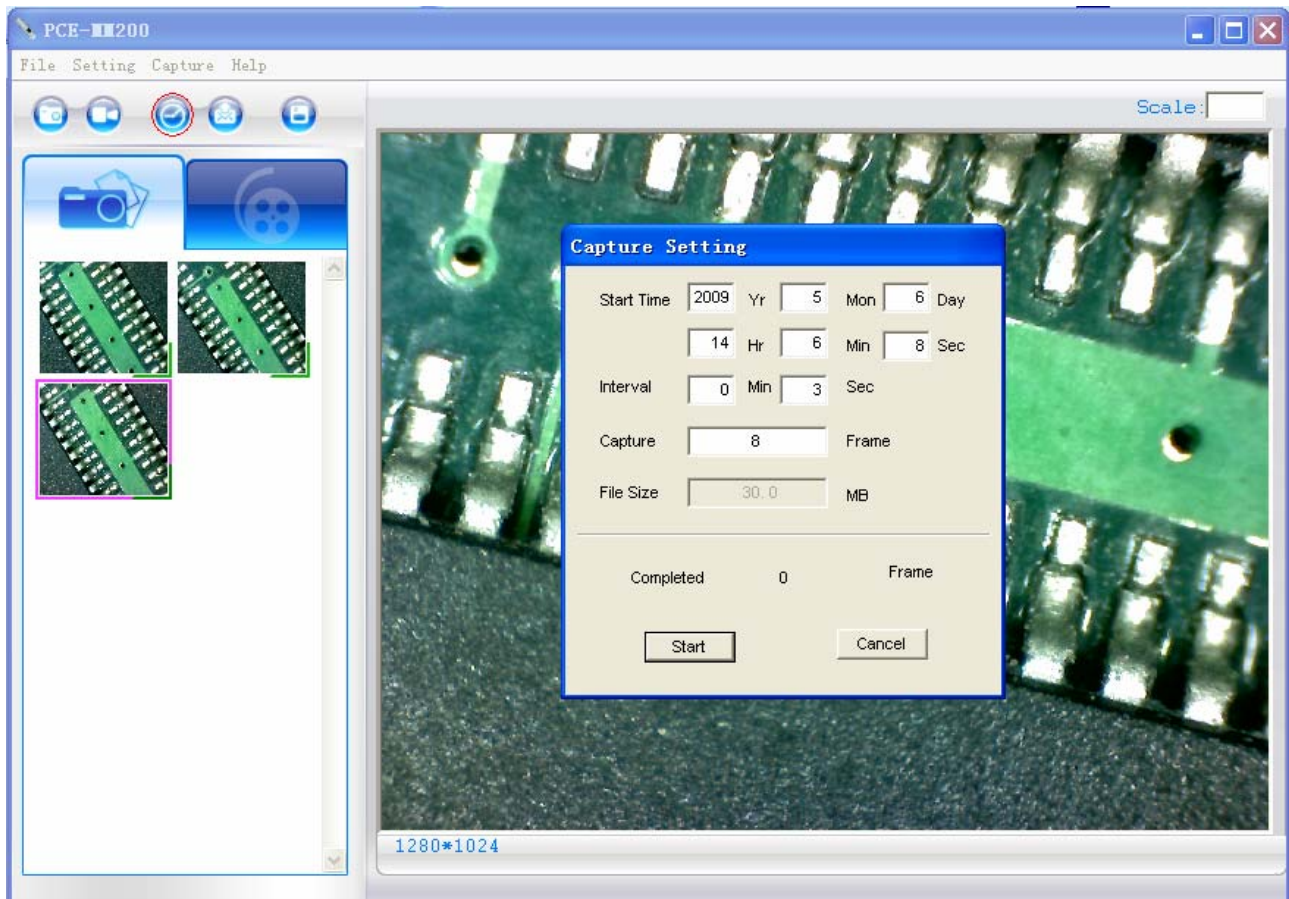 PCE-MM200
File Setting Capture Help
Scale:
Capture Setting
Start Time 2009 Yr 5 Mon 6 Day
14 Hr 6 Min 8 Sec
Interval 0 Min 3 Sec
Capture 8 Frame
File Size 30.0 MB
Completed 0 Frame
Start Cancel
1280*1024